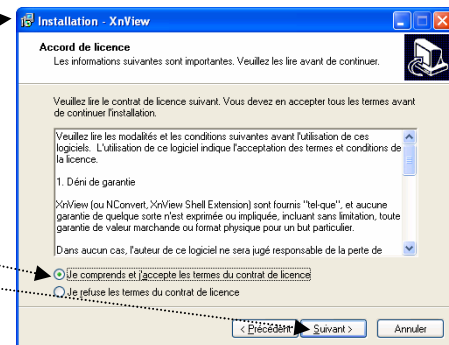 Installation - XnView
Accord de licence
Les informations suivantes sont importantes. Veuillez les lire avant de continuer.
Veuillez lire le contrat de licence suivant. Vous devez en accepter tous les termes avant
de continuer l'installation.
Veuillez lire les modalités et les conditions suivantes avant l'utilisation de ces
logiciels. L'utilisation de ce logiciel indique l'acceptation des termes et conditions de
la licence.
1. Déni de garantie
XnView (ou NConvert, XnView Shell Extension) sont fournis "tel-que", et aucune
garantie de quelque sorte n'est exprimée ou impliquée, incluant sans limitation, toute
garantie de valeur marchande ou format physique pour un but particulier.
Dans aucun cas, l'auteur de ce logiciel ne sera jugé responsable de la perte de
Je comprends et j'accepte les termes du contrat de licence
Je refuse les termes du contrat de licence
< Précédent
Suivant >
Annuler